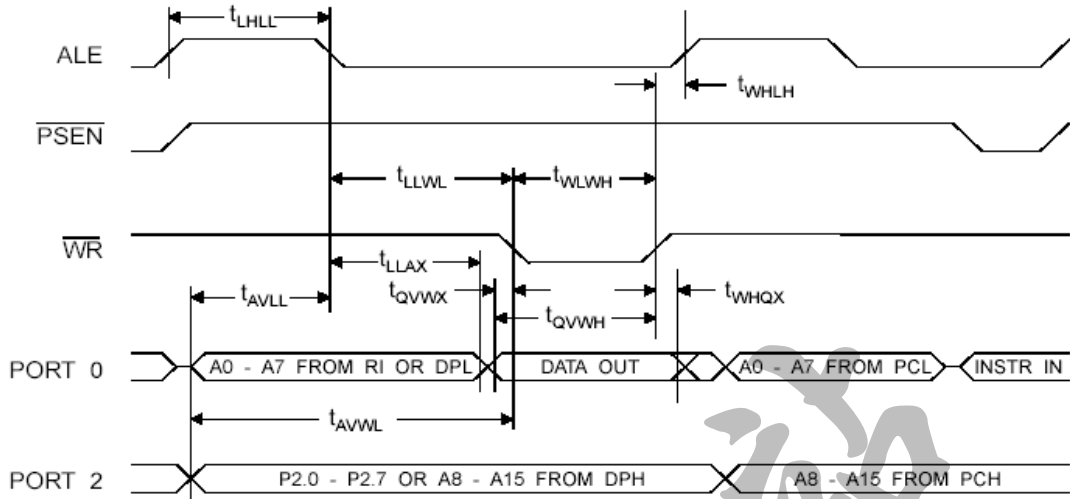 tLHLL
ALE
tWHLH
PSEN
tLLWL
tWLWH
WR
tLLAX
tAVLL
tQVWX
tWHQX
tQVWH
PORT 0
A0 - A7 FROM RI OR DPL
DATA OUT
A0 - A7 FROM PCL
INSTR IN
tAVWL
PORT 2
P2.0 - P2.7 OR A8 - A15 FROM DPH
A8 - A15 FROM PCH